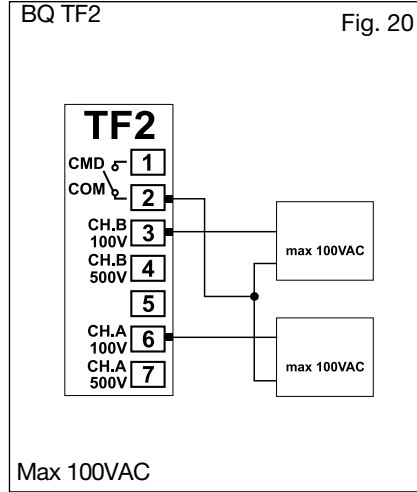 BQ TF2
Fig. 20
TF2
CMD 1
COM 2
CH.B
100V 3
CH.B
500V 4
5
CH.A
100V 6
CH.A
500V 7
max 100VAC
max 100VAC
Max 100VAC